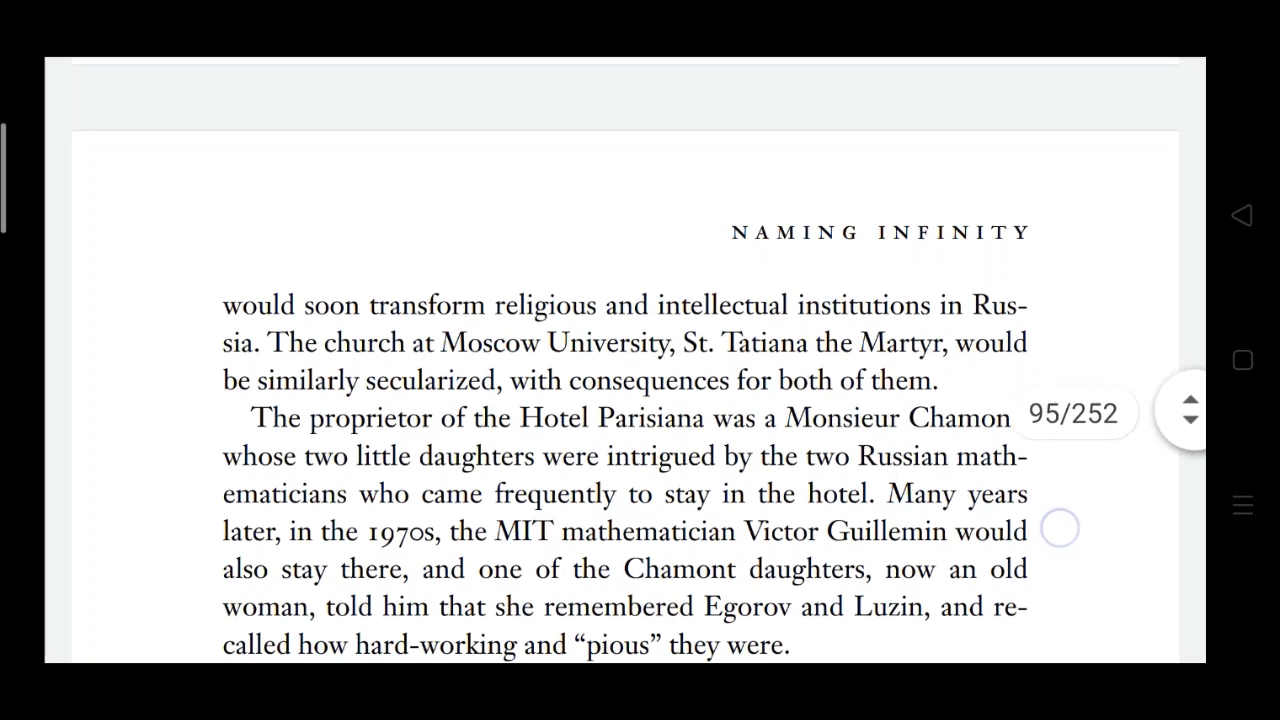 NAMING INFINITY
would soon transform religious and intellectual institutions in Rus-
sia. The church at Moscow University, St. Tatiana the Martyr, would
be similarly secularized, with consequences for both of them.
The proprietor of the Hotel Parisiana was a Monsieur Chamon
95/252
whose two little daughters were intrigued by the two Russian math-
ematicians who came frequently to stay in the hotel. Many years
later, in the 1970s, the MIT mathematician Victor Guillemin would
also stay there, and one of the Chamont daughters, now an old
woman, told him that she remembered Egorov and Luzin, and re-
called how hard-working and “pious” they were.